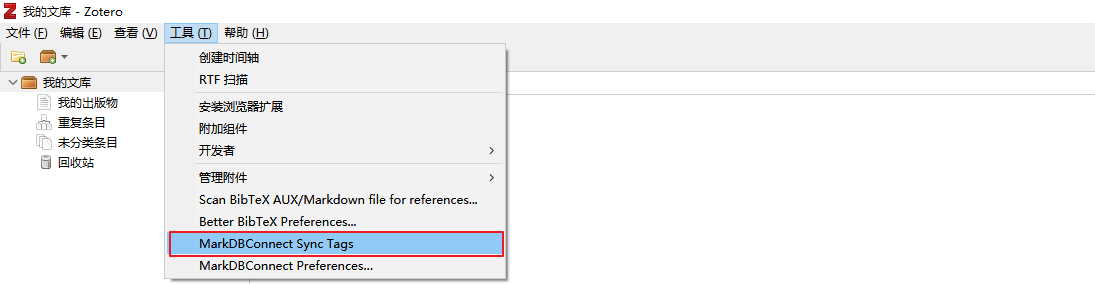 我的文库 - Zotero
文件 (F) 编辑 (E) 查看 (V) 工具 (T) 帮助 (H)
创建时间轴
RTF 扫描
安装浏览器扩展
附加组件
开发者
管理附件
Scan BibTeX AUX/Markdown file for references...
Better BibTeX Preferences...
MarkDBConnect Sync Tags
MarkDBConnect Preferences...
我的文库
我的出版物
重复条目
未分类条目
回收站